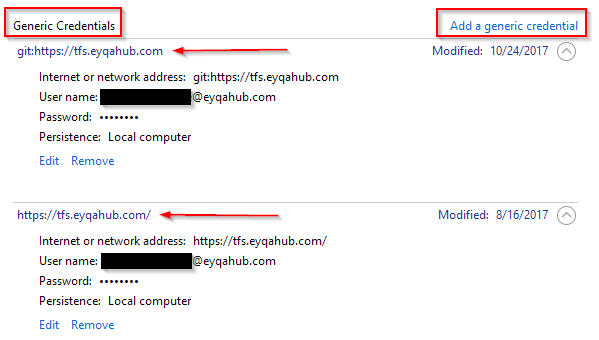 Generic Credentials Add a generic credential
git:https://tfs.eyqahub.com Modified: 10/24/2017
Internet or network address: git:https://tfs.eyqahub.com
User name: @eyqahub.com
Password: ••••••••
Persistence: Local computer
Edit Remove
https://tfs.eyqahub.com/ Modified: 8/16/2017
Internet or network address: https://tfs.eyqahub.com/
User name: @eyqahub.com
Password: ••••••••
Persistence: Local computer
Edit Remove